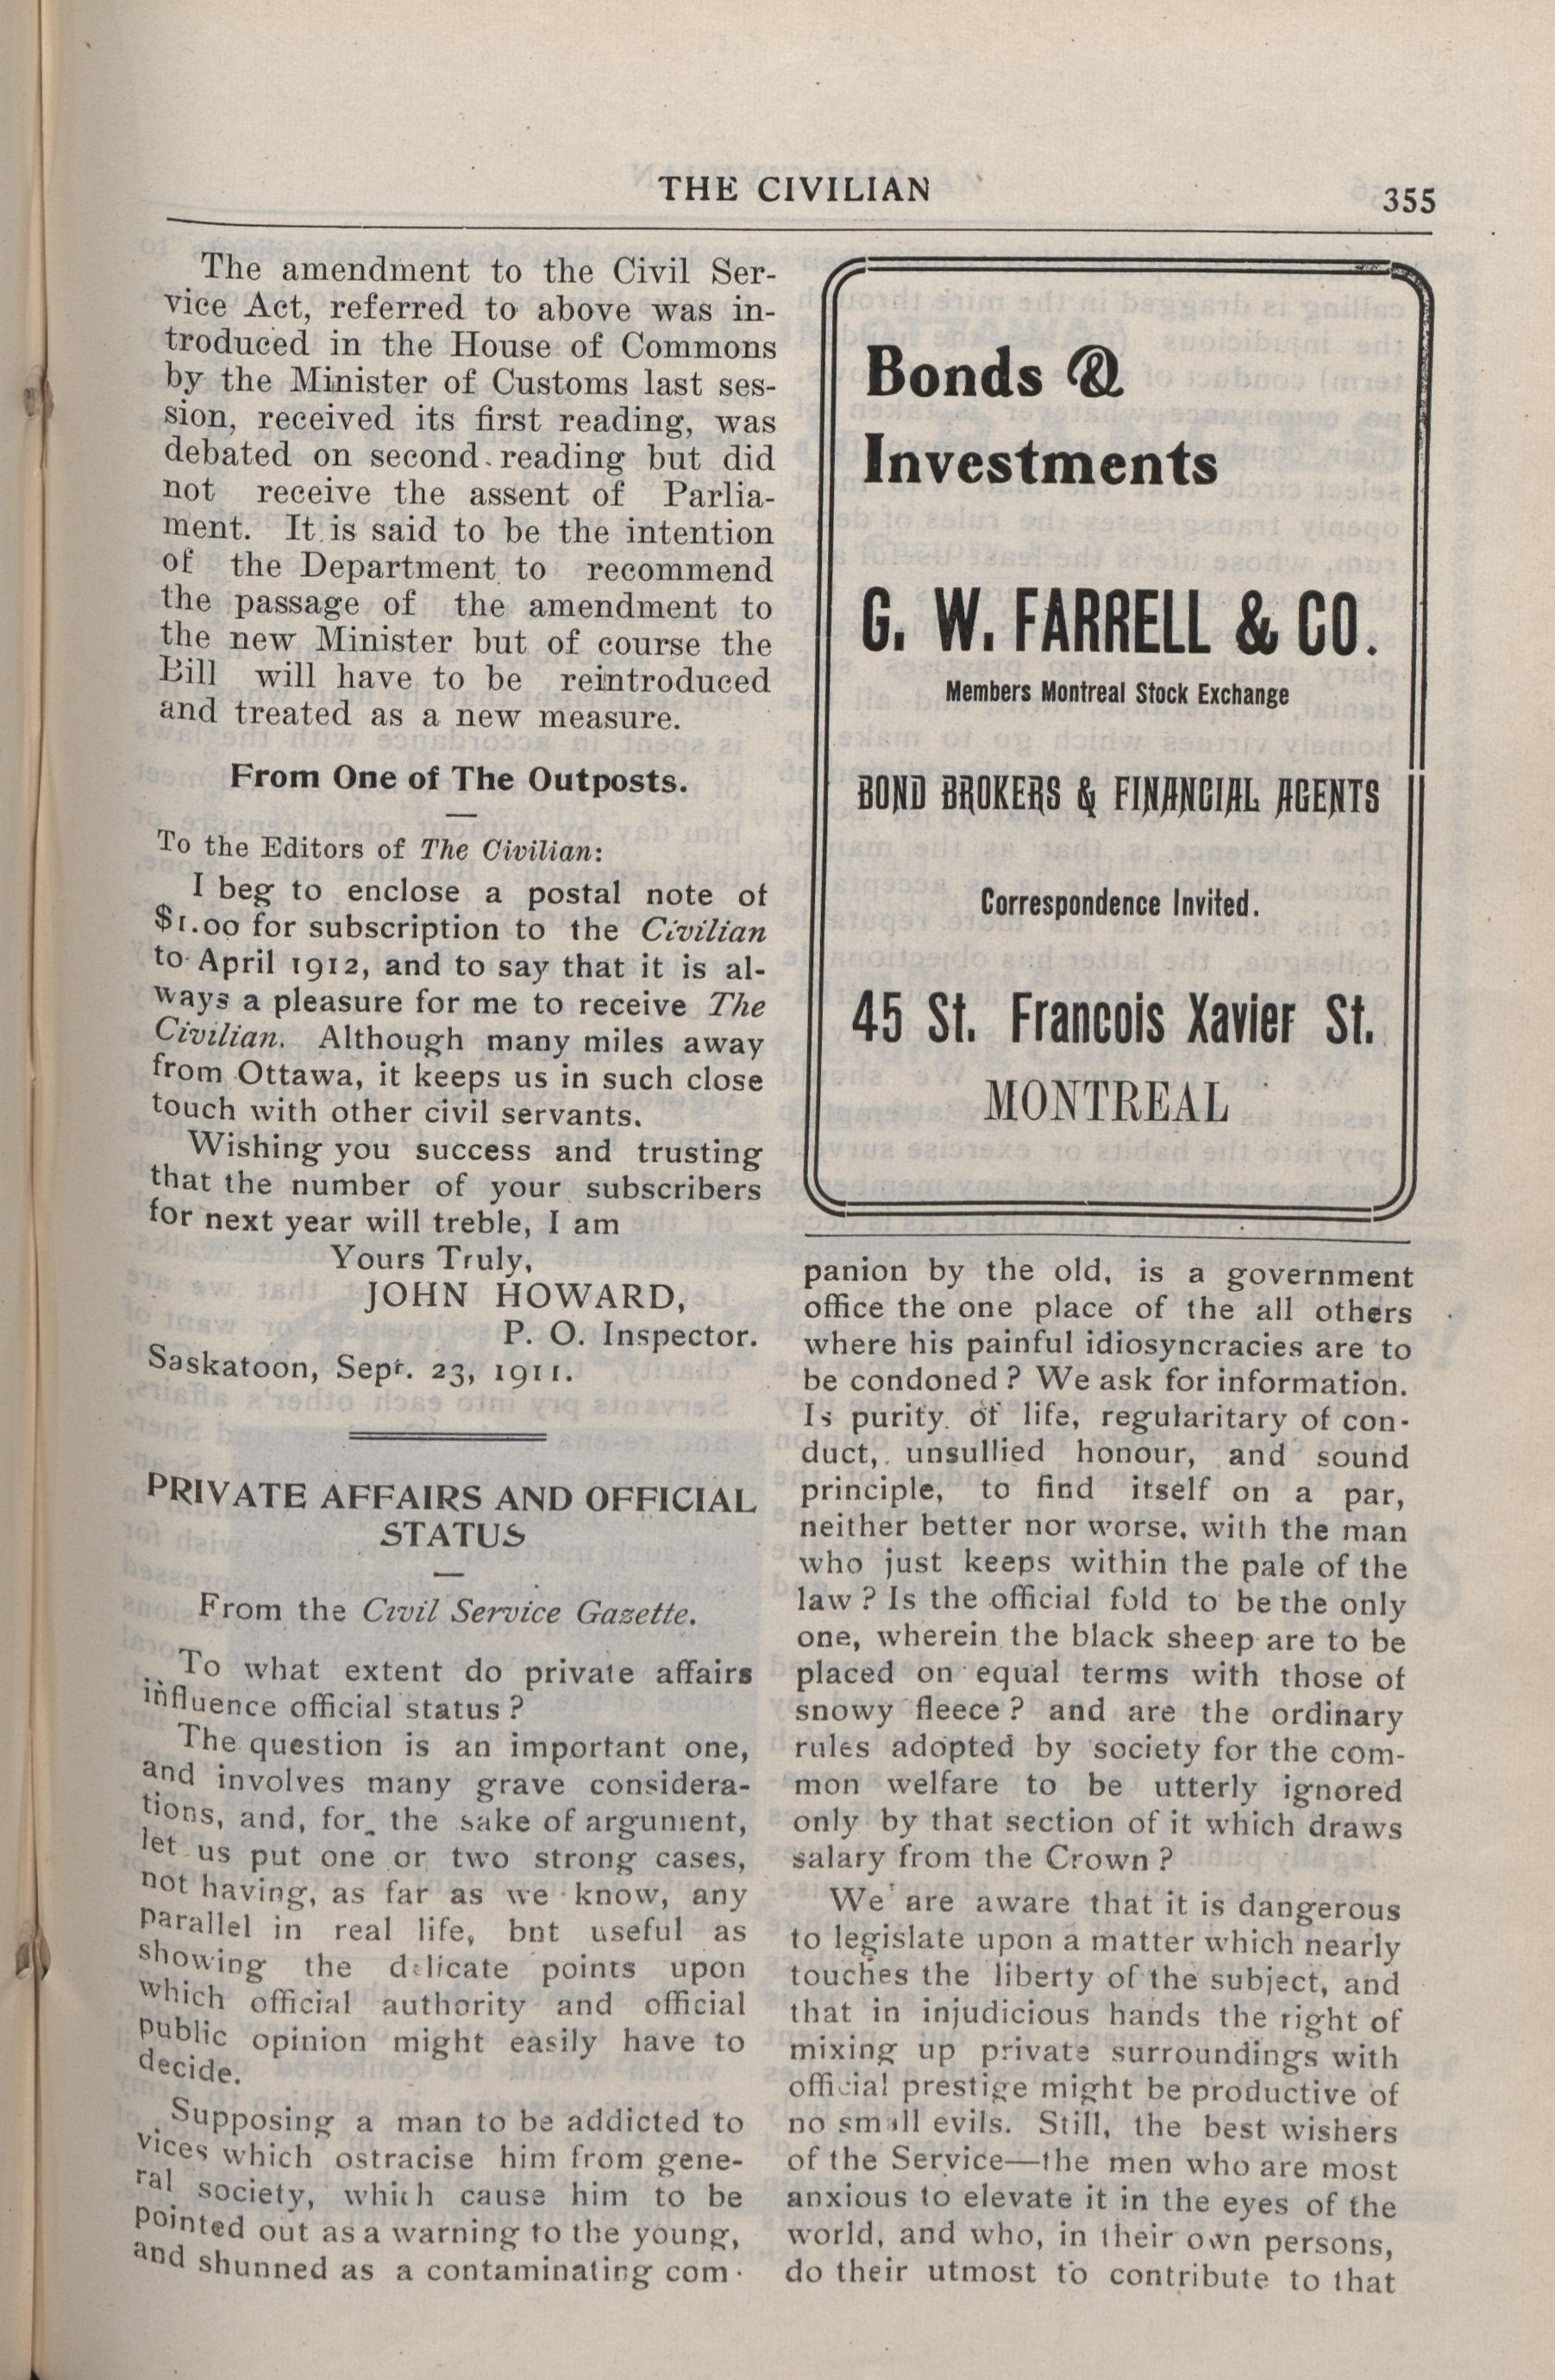 THE CIVILIAN
355
The amendment to the Civil Ser-
vice Act, referred to above was in-
troduced in the House of Commons
by the Minister of Customs last ses-
sion, received its first reading, was
debated on second reading but did
not receive the assent of Parlia-
ment. It is said to be the intention
of the Department to recommend
the passage of the amendment to
the new Minister but of course the
Bill will have to be reintroduced
and treated as a new measure.
From One of The Outposts.
To the Editors of The Civilian:
I beg to enclose a postal note of
$1.00 for subscription to the Civilian
to April 1912, and to say that it is al-
ways a pleasure for me to receive The
Civilian. Although many miles away
from Ottawa, it keeps us in such close
touch with other civil servants.
Wishing you success and trusting
that the number of your subscribers
for next year will treble, I am
Yours Truly,
JOHN HOWARD,
P. O. Inspector.
Saskatoon, Sept. 23, 1911.
PRIVATE AFFAIRS AND OFFICIAL
STATUS
From the Civil Service Gazette.
To what extent do private affairs
influence official status?
The question is an important one,
and involves many grave considera-
tions, and, for the sake of argument,
let us put one or two strong cases,
not having, as far as we know, any
parallel in real life, bnt useful as
showing the delicate points upon
which official authority and official
public opinion might easily have to
decide.
Supposing a man to be addicted to
vices which ostracise him from gene-
ral society, which cause him to be
pointed out as a warning to the young,
and shunned as a contaminating com-
Bonds &
Investments
G. W. FARRELL & CO.
Members Montreal Stock Exchange
BOND BROKERS & FINANCIAL AGENTS
Correspondence Invited.
45 St. Francois Xavier St.
MONTREAL
panion by the old, is a government
office the one place of the all others
where his painful idiosyncracies are to
be condoned? We ask for information.
Is purity of life, regularitary of con-
duct, unsullied honour, and sound
principle, to find itself on a par,
neither better nor worse, with the man
who just keeps within the pale of the
law? Is the official fold to be the only
one, wherein the black sheep are to be
placed on equal terms with those of
snowy fleece? and are the ordinary
rules adopted by society for the com-
mon welfare to be utterly ignored
only by that section of it which draws
salary from the Crown?
We are aware that it is dangerous
to legislate upon a matter which nearly
touches the liberty of the subject, and
that in injudicious hands the right of
mixing up private surroundings with
official prestige might be productive of
no small evils. Still, the best wishers
of the Service—the men who are most
anxious to elevate it in the eyes of the
world, and who, in their own persons,
do their utmost to contribute to that